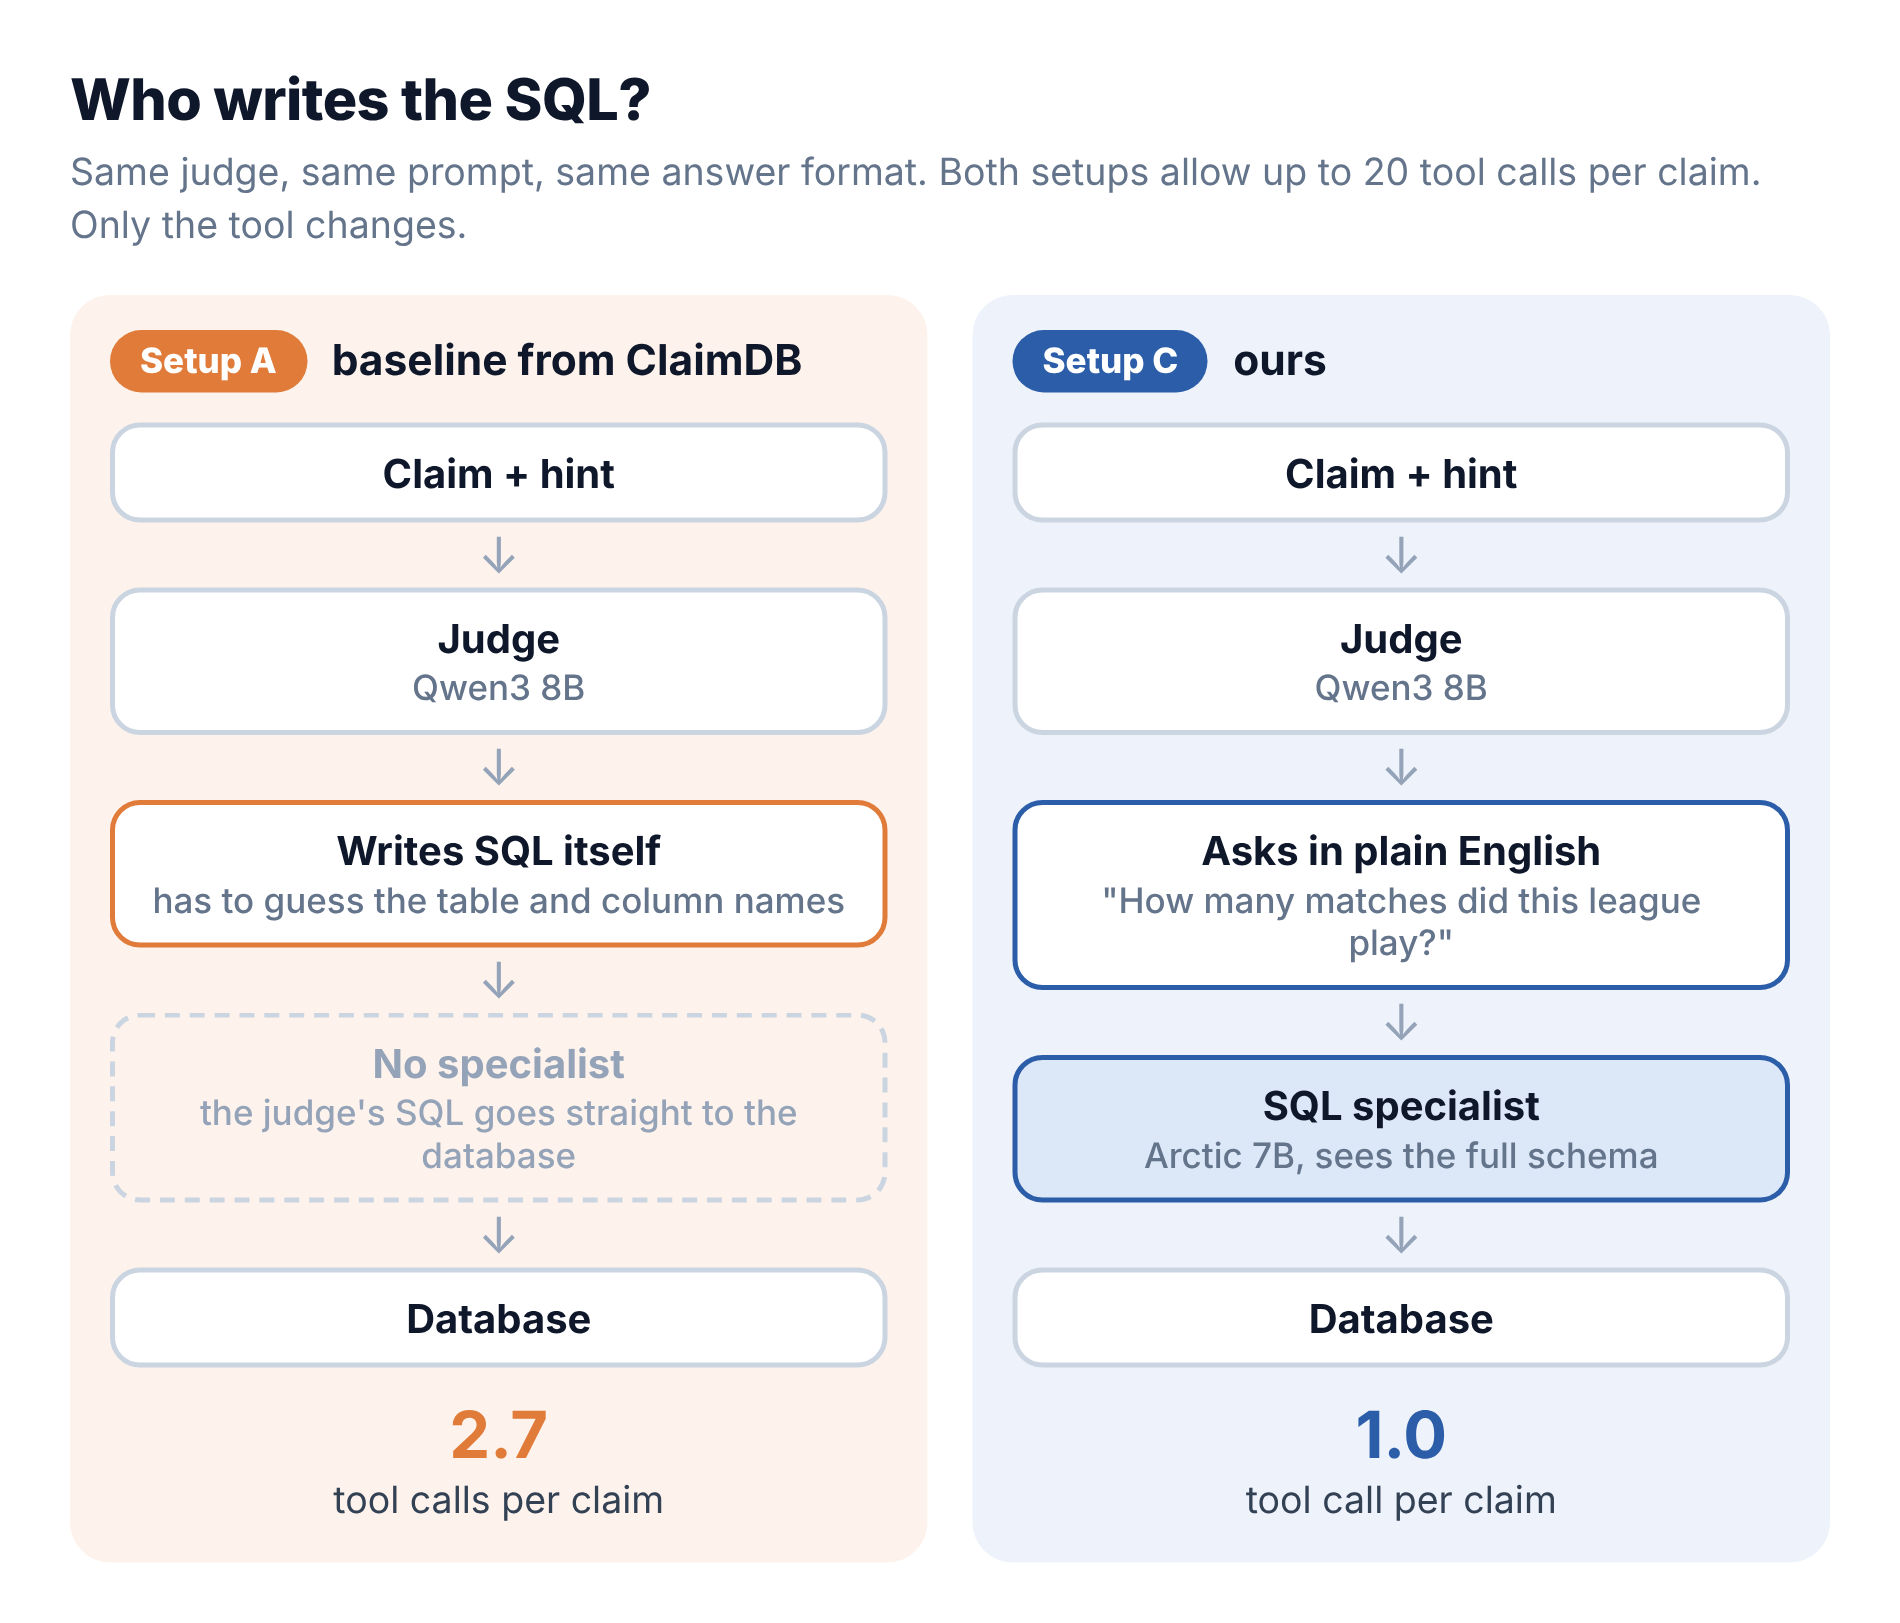 Who writes the SQL?
Same judge, same prompt, same answer format. Both setups allow up to 20 tool calls per claim.
Only the tool changes.
Setup A
baseline from ClaimDB
Claim + hint
Judge
Qwen3 8B
Writes SQL itself
has to guess the table and column names
No specialist
the judge's SQL goes straight to the
database
Database
2.7
tool calls per claim
Setup C
ours
Claim + hint
Judge
Qwen3 8B
Asks in plain English
"How many matches did this league
play?"
SQL specialist
Arctic 7B, sees the full schema
Database
1.0
tool call per claim